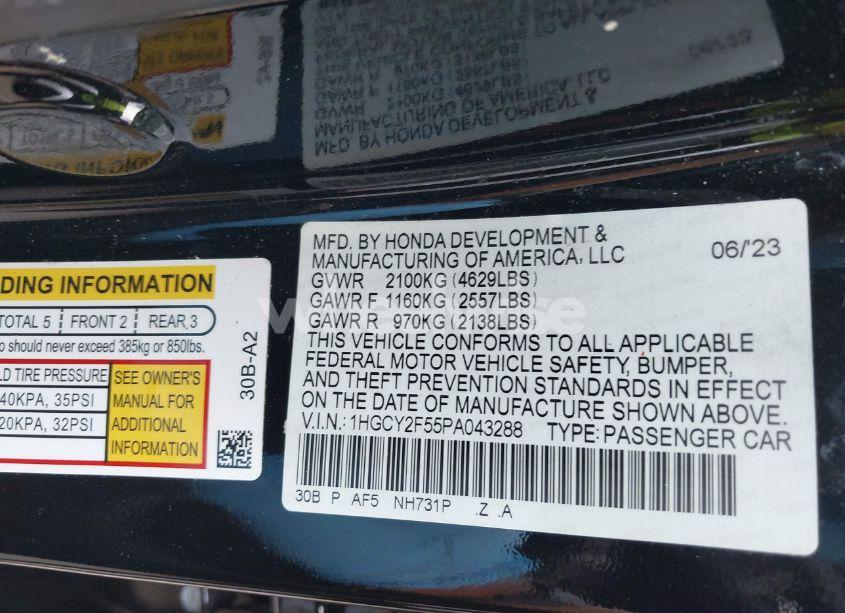 MFD. BY HONDA DEVELOPMENT &
MANUFACTURING OF AMERICA, LLC 06/'23
GVWR 2100KG (4629LBS)
GAWR F 1160KG (2557LBS)
GAWR R 970KG (2138LBS)
THIS VEHICLE CONFORMS TO ALL APPLICABLE
FEDERAL MOTOR VEHICLE SAFETY, BUMPER,
AND THEFT PREVENTION STANDARDS IN EFFECT
ON THE DATE OF MANUFACTURE SHOWN ABOVE.
V.I.N.: 1HGCY2F55PA043288 TYPE: PASSENGER CAR
30B P AF5 NH731P .Z .A
DING INFORMATION
TOTAL 5 FRONT 2 REAR 3
o should never exceed 385kg or 850lbs.
LD TIRE PRESSURE
40KPA, 35PSI
20KPA, 32PSI
SEE OWNER'S
MANUAL FOR
ADDITIONAL
INFORMATION
30B-A2